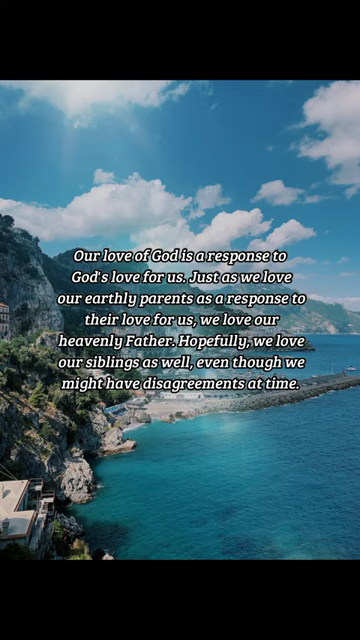 Our love of God is a response to
God's love for us. Just as we love
our earthly parents as a response to
their love for us, we love our
heavenly Father. Hopefully, we love
our siblings as well, even though we
might have disagreements at time.